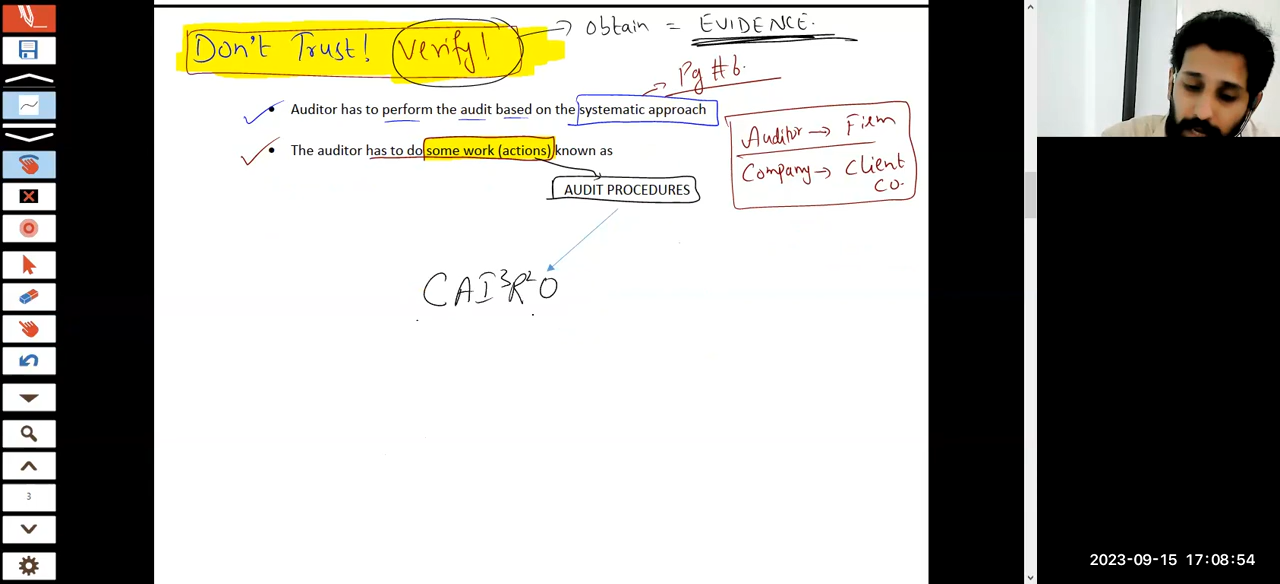 Don't Trust! Verify! → obtain = EVIDENCE.
Pg #6.
• Auditor has to perform the audit based on the systematic approach
• The auditor has to do some work (actions) known as
AUDIT PROCEDURES
Auditor → Firm
Company → Client
Co.
CAI³R²O
3
2023-09-15 17:08:54